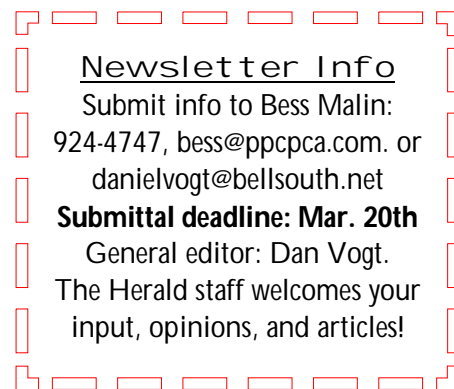 Newsletter Info
Submit info to Bess Malin:
924-4747, bess@ppcpca.com. or
danielvogt@bellsouth.net
Submittal deadline: Mar. 20th
General editor: Dan Vogt.
The Herald staff welcomes your
input, opinions, and articles!